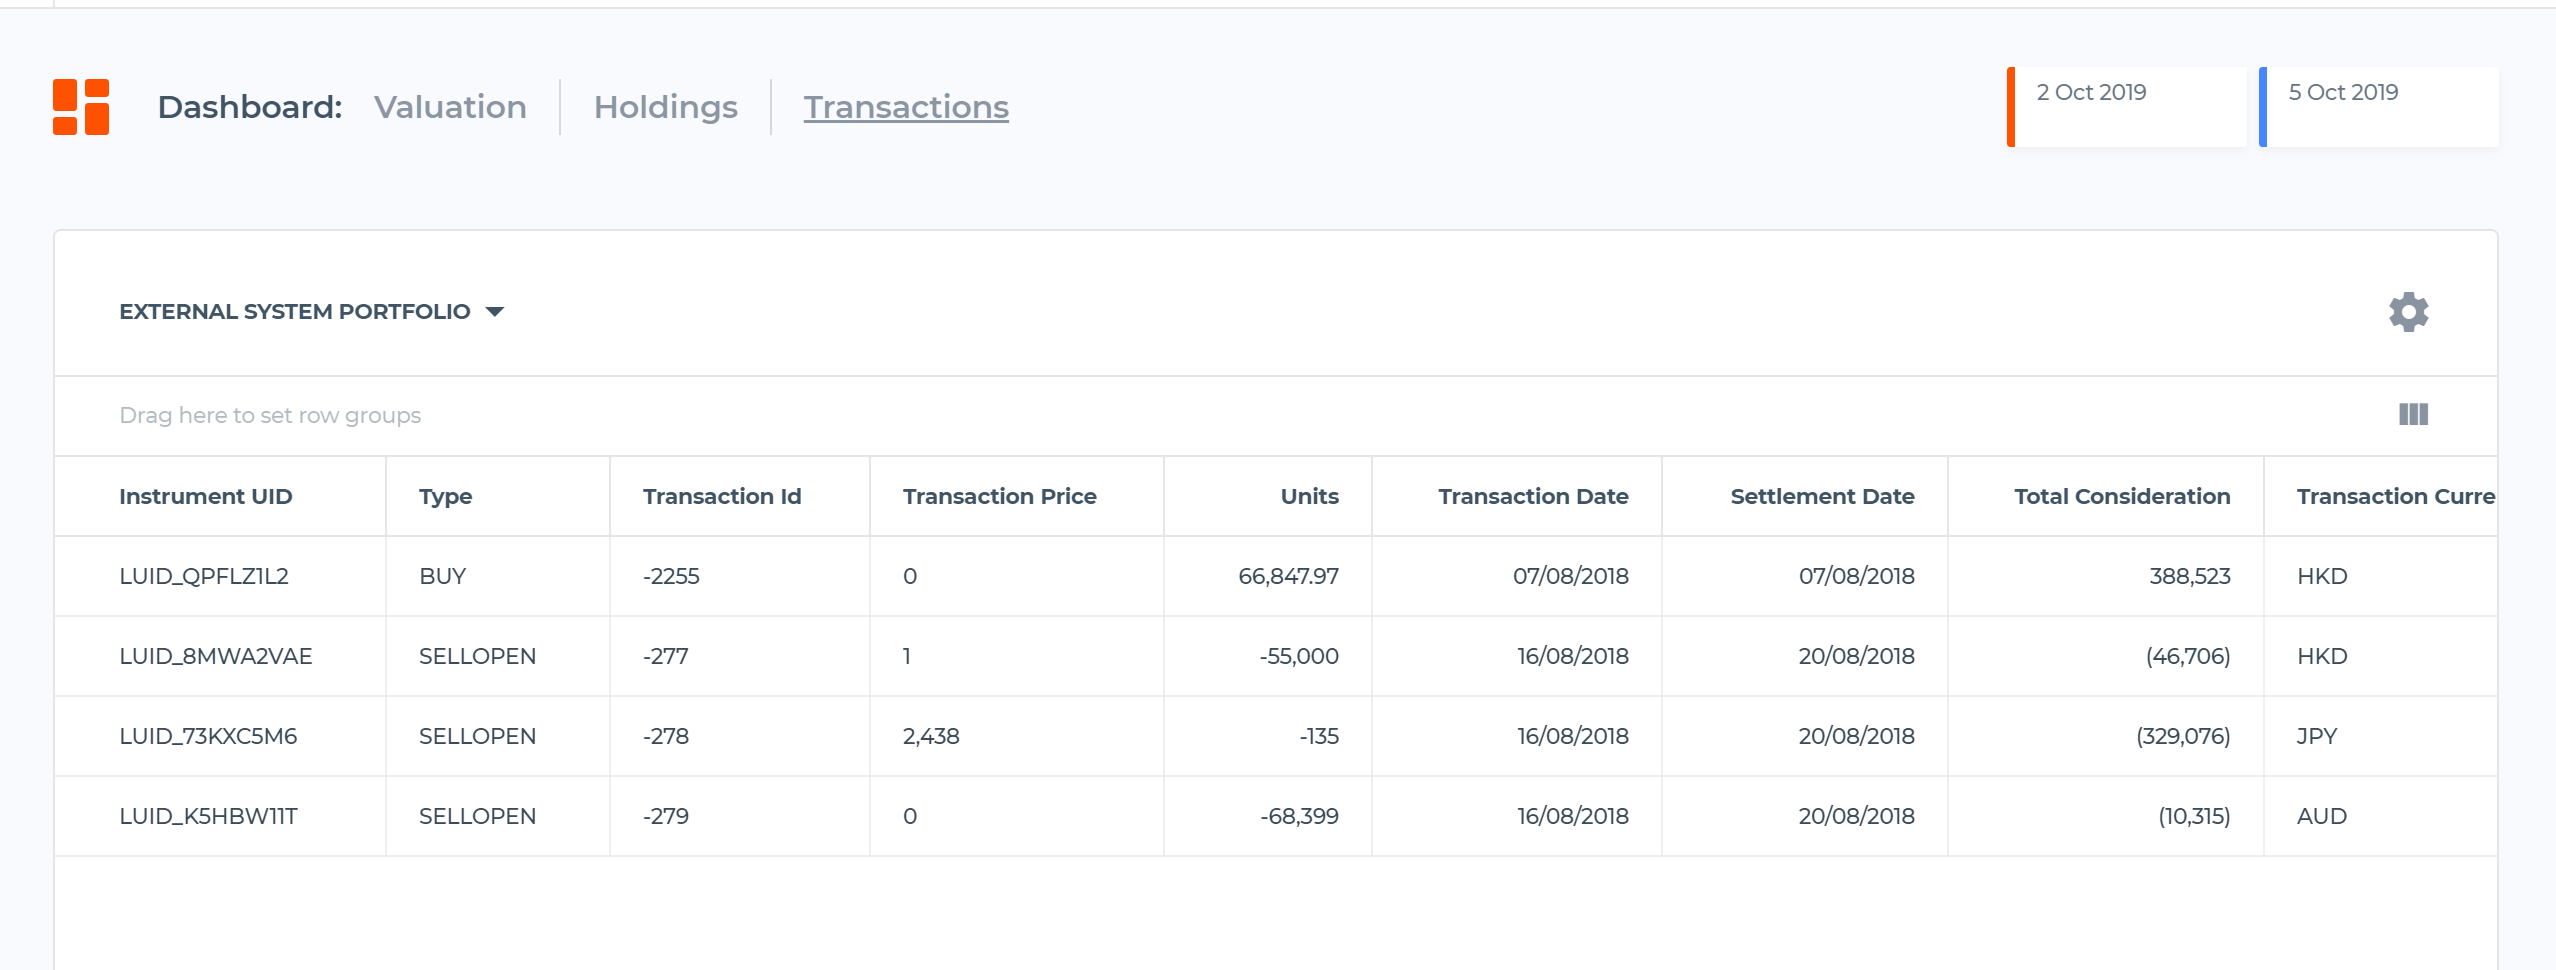 Dashboard: Valuation Holdings Transactions 2 Oct 2019 5 Oct 2019
EXTERNAL SYSTEM PORTFOLIO
Drag here to set row groups
Instrument UID Type Transaction Id Transaction Price Units Transaction Date Settlement Date Total Consideration Transaction Curre
LUID_QPFLZ1L2 BUY -2255 0 66,847.97 07/08/2018 07/08/2018 388,523 HKD
LUID_8MWA2VAE SELLOPEN -277 1 -55,000 16/08/2018 20/08/2018 (46,706) HKD
LUID_73KXC5M6 SELLOPEN -278 2,438 -135 16/08/2018 20/08/2018 (329,076) JPY
LUID_K5HBW11T SELLOPEN -279 0 -68,399 16/08/2018 20/08/2018 (10,315) AUD